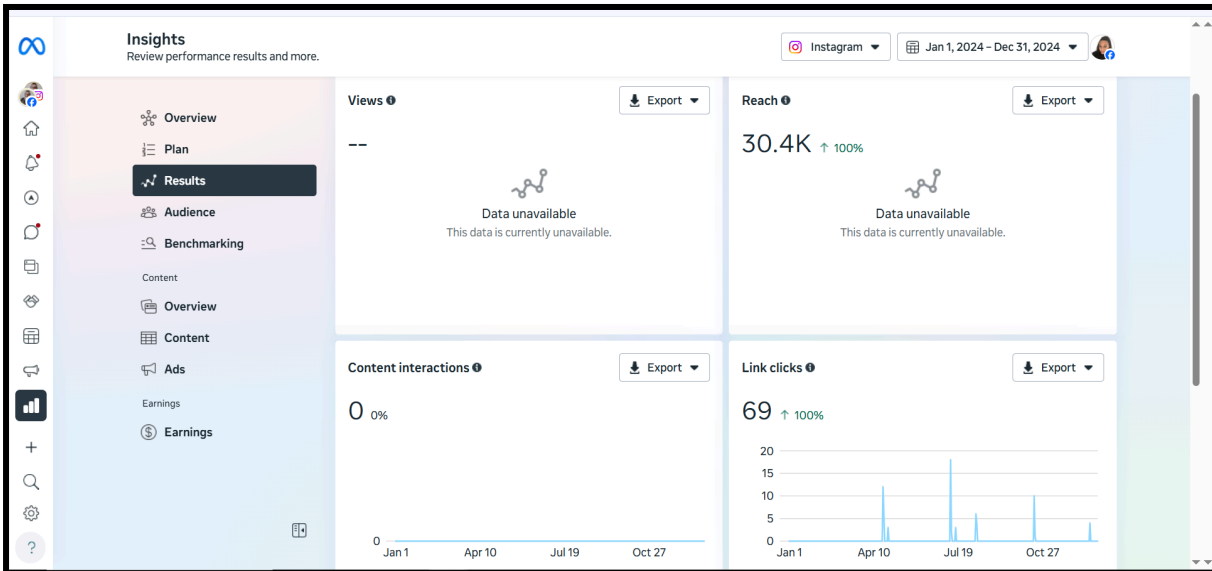 Insights
Review performance results and more.
Instagram
Jan 1, 2024 – Dec 31, 2024
Overview
Plan
Results
Audience
Benchmarking
Content
Overview
Content
Ads
Earnings
Earnings
Views
Export
--
Data unavailable
This data is currently unavailable.
Reach
Export
30.4K ↑ 100%
Data unavailable
This data is currently unavailable.
Content interactions
Export
0 0%
0
Jan 1 Apr 10 Jul 19 Oct 27
Link clicks
Export
69 ↑ 100%
20
15
10
5
0
Jan 1 Apr 10 Jul 19 Oct 27